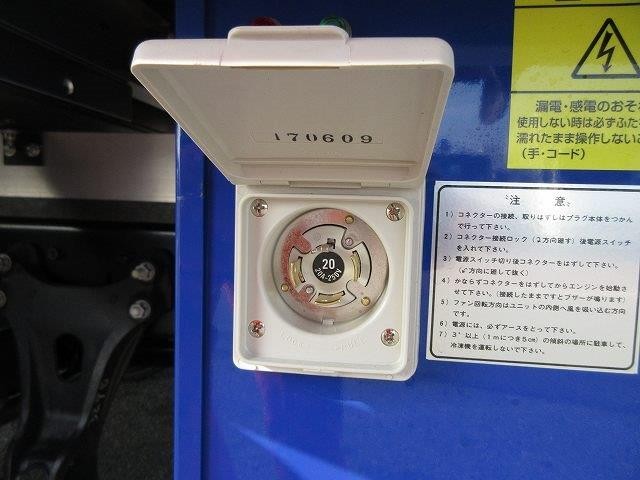 170609
20
20A-250V
漏電・感電のおそ
使用しない時は必ずふた
濡れたまま操作しない
(手・コード)
〝注 意〟
1) コネクターの接続、取りはずしはプラグ本体をつかん
で行って下さい。
2) コネクター接続ロック(方向廻す)後電源スイッチ
を入れて下さい。
3) 電源スイッチ切り後コネクターをはずして下さい。
(方向に廻して抜く)
4) かならずコネクターをはずしてからエンジンを始動さ
せて下さい。(接続したままですとブザーが鳴ります)
5) ファン回転方向はユニットの内側へ風を吸い込む方向
です。
6) 電源には、必ずアースをとって下さい。
7) 3°以上(1mにつき5cm)の傾斜の場所に駐車して、
冷凍機を運転しないで下さい。